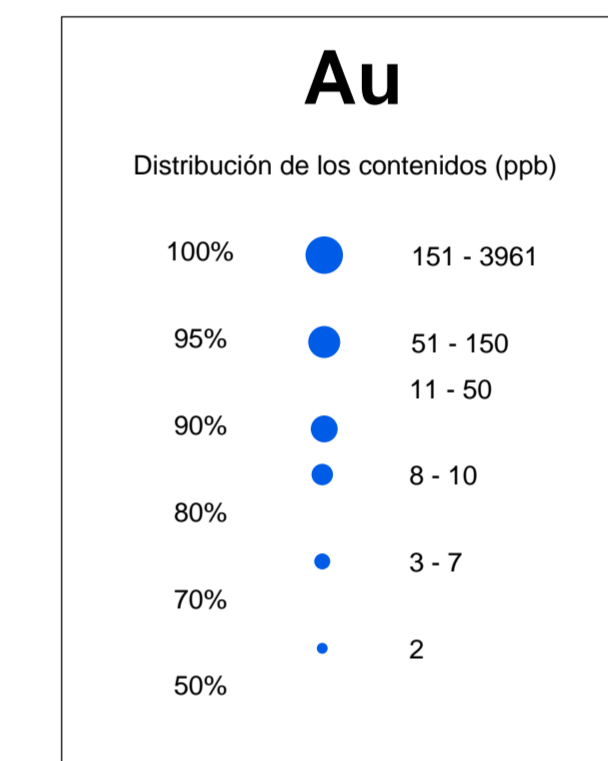 Au
Distribución de los contenidos (ppb)
100% 151 - 3961
95% 51 - 150
11 - 50
90%
8 - 10
80%
3 - 7
70%
2
50%